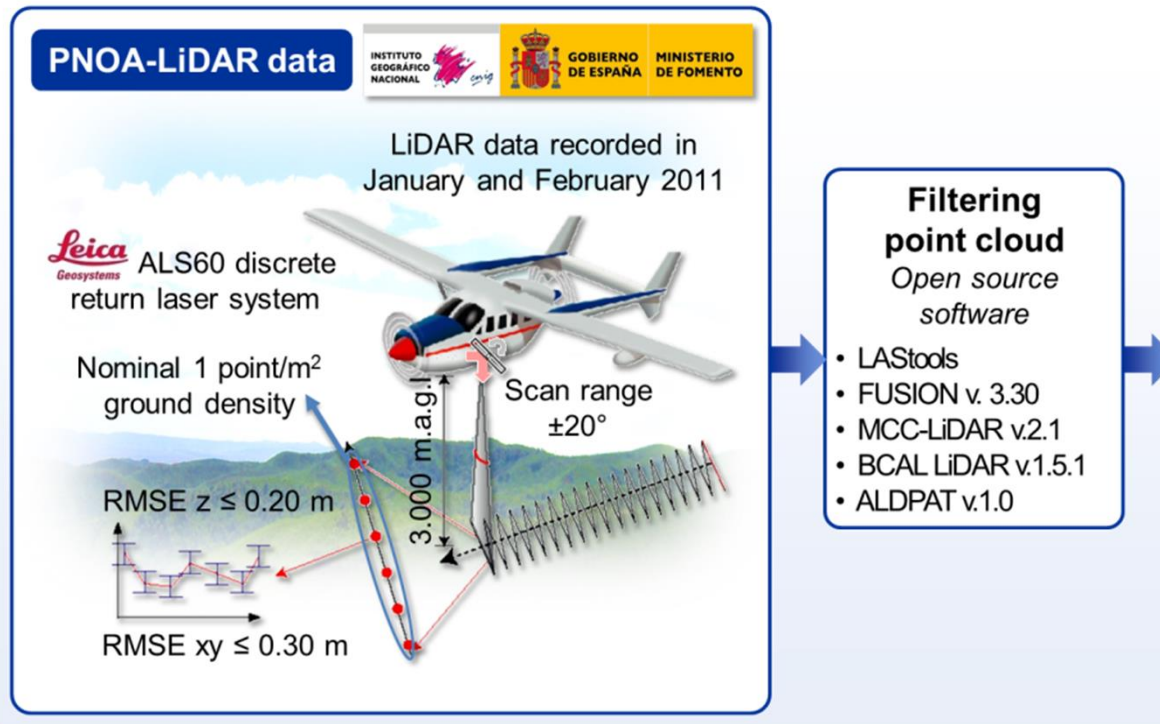 PNOA-LiDAR data
INSTITUTO
GEOGRÁFICO
NACIONAL
cnig
GOBIERNO
DE ESPAÑA
MINISTERIO
DE FOMENTO
LiDAR data recorded in
January and February 2011
Leica
Geosystems
ALS60 discrete
return laser system
Nominal 1 point/m²
ground density
Scan range
±20°
3.000 m.a.g.l
RMSE z ≤ 0.20 m
RMSE xy ≤ 0.30 m
Filtering
point cloud
Open source
software
• LAStools
• FUSION v. 3.30
• MCC-LiDAR v.2.1
• BCAL LiDAR v.1.5.1
• ALDPAT v.1.0